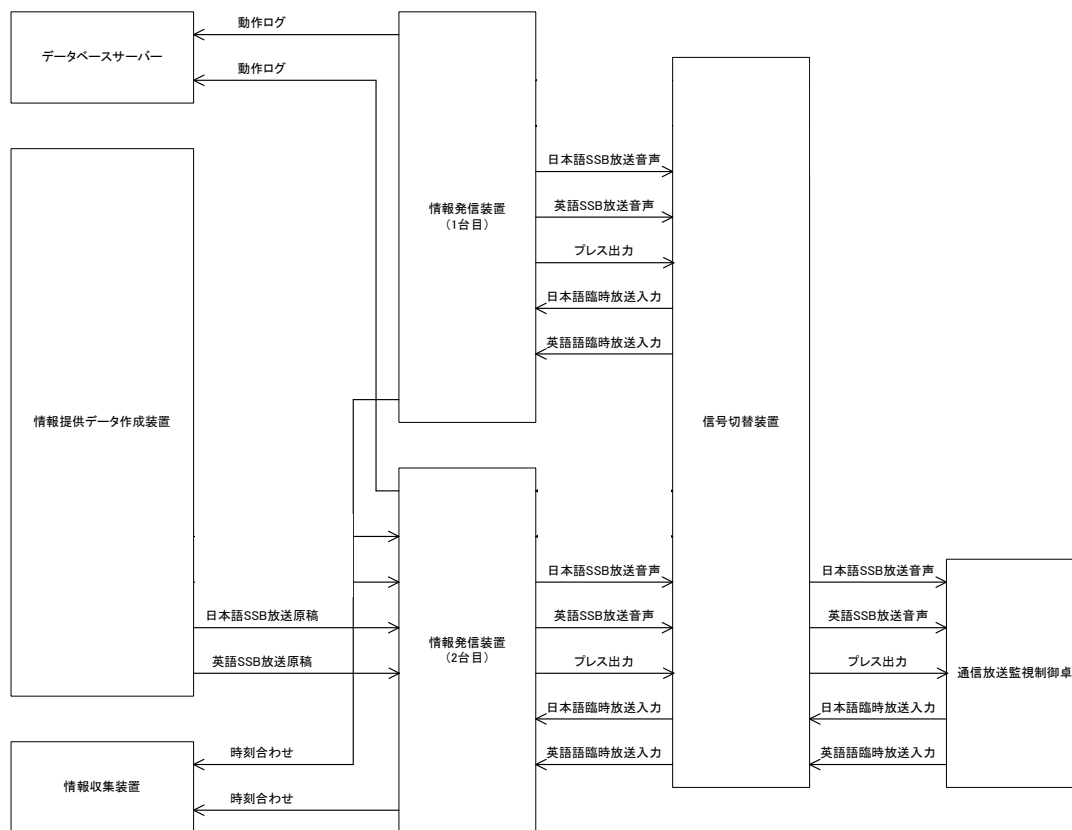 動作ログ
データベースサーバー
動作ログ
日本語SSB放送音声
情報発信装置
(1台目)
英語SSB放送音声
プレス出力
日本語臨時放送入力
英語語臨時放送入力
情報提供データ作成装置
信号切替装置
日本語SSB放送音声
日本語SSB放送音声
日本語SSB放送原稿
英語SSB放送音声
英語SSB放送音声
情報発信装置
(2台目)
英語SSB放送原稿
プレス出力
プレス出力
通信放送監視制御卓
日本語臨時放送入力
日本語臨時放送入力
時刻合わせ
英語語臨時放送入力
英語語臨時放送入力
情報収集装置
時刻合わせ